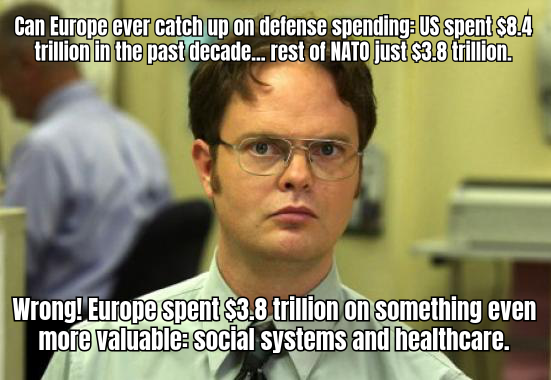 Can Europe ever catch up on defense spending: US spent $8.4
trillion in the past decade... rest of NATO just $3.8 trillion.
Wrong! Europe spent $3.8 trillion on something even
more valuable: social systems and healthcare.